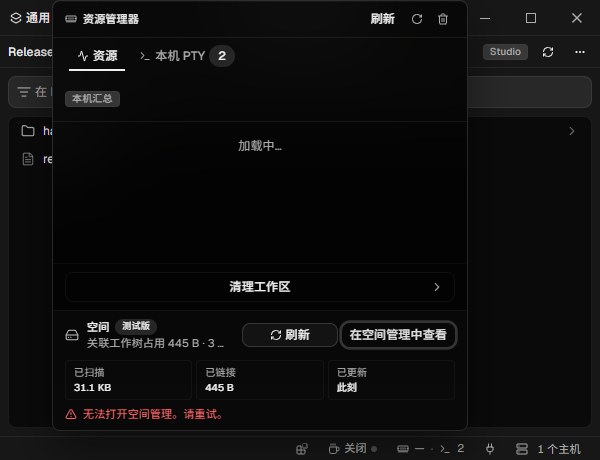 通用
资源管理器
刷新
Release
资源
本机 PTY
2
Studio
本机汇总
在
加载中…
清理工作区
空间
测试版
关联工作树占用 445 B · 3 …
刷新
在空间管理中查看
已扫描
31.1 KB
已链接
445 B
已更新
此刻
无法打开空间管理。请重试。
关闭
— ·
2
1 个主机